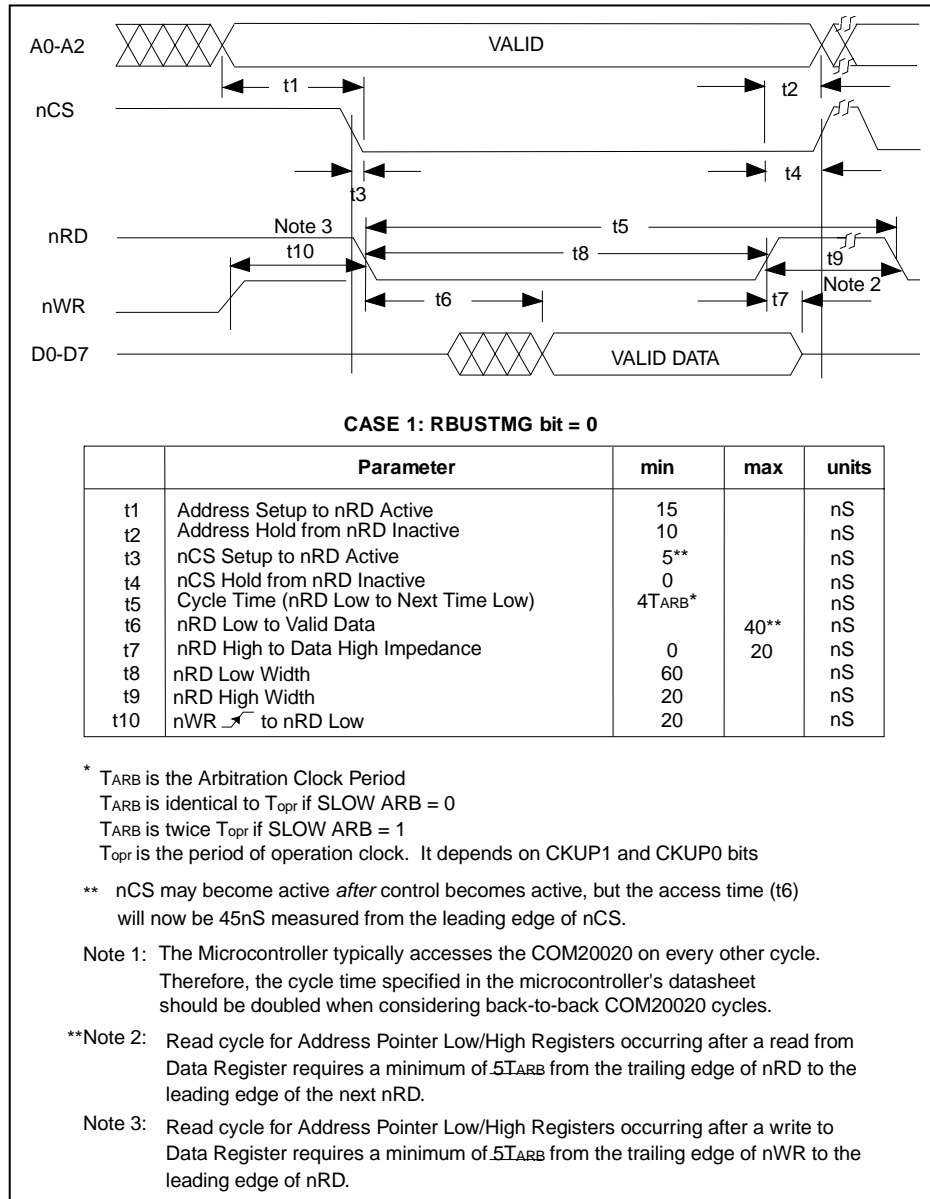 A0-A2
VALID
t1
t2
nCS
t3
t4
nRD
Note 3
t5
t10
t8
t9
Note 2
nWR
t6
t7
D0-D7
VALID DATA
CASE 1: RBUSTMG bit = 0
Parameter min max units
t1 Address Setup to nRD Active 15 nS
t2 Address Hold from nRD Inactive 10 nS
t3 nCS Setup to nRD Active 5** nS
t4 nCS Hold from nRD Inactive 0 nS
t5 Cycle Time (nRD Low to Next Time Low) 4TARB* nS
t6 nRD Low to Valid Data 40** nS
t7 nRD High to Data High Impedance 0 20 nS
t8 nRD Low Width 60 nS
t9 nRD High Width 20 nS
t10 nWR to nRD Low 20 nS
* TARB is the Arbitration Clock Period
TARB is identical to Topr if SLOW ARB = 0
TARB is twice Topr if SLOW ARB = 1
Topr is the period of operation clock. It depends on CKUP1 and CKUP0 bits
** nCS may become active after control becomes active, but the access time (t6)
will now be 45nS measured from the leading edge of nCS.
Note 1: The Microcontroller typically accesses the COM20020 on every other cycle.
Therefore, the cycle time specified in the microcontroller's datasheet
should be doubled when considering back-to-back COM20020 cycles.
**Note 2: Read cycle for Address Pointer Low/High Registers occurring after a read from
Data Register requires a minimum of 5TARB from the trailing edge of nRD to the
leading edge of the next nRD.
Note 3: Read cycle for Address Pointer Low/High Registers occurring after a write to
Data Register requires a minimum of 5TARB from the trailing edge of nWR to the
leading edge of nRD.